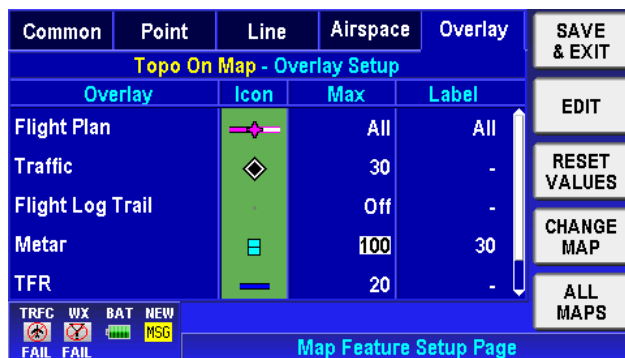 Common Point Line Airspace Overlay
Topo On Map - Overlay Setup
Overlay Icon Max Label
Flight Plan All All
Traffic 30 -
Flight Log Trail Off -
Metar 100 30
TFR 20 -
TRFC WX BAT NEW
MSG
FAIL FAIL
Map Feature Setup Page
SAVE
& EXIT
EDIT
RESET
VALUES
CHANGE
MAP
ALL
MAPS